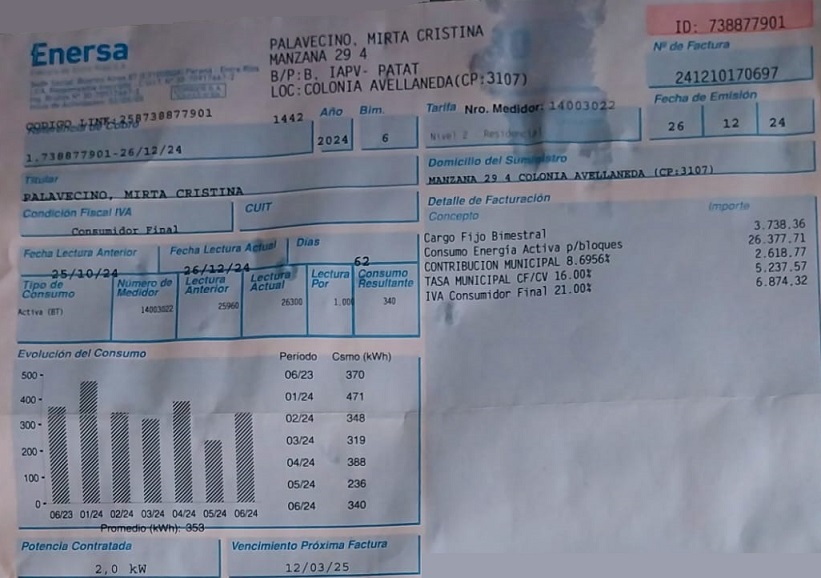 Enersa
PALAVECINO, MIRTA CRISTINA
MANZANA 29 4
B/P:B. IAPV- PATAT
LOC:COLONIA AVELLANEDA(CP:3107)
ID: 738877901
Nº de Factura
241210170697
CODIGO LINK:258738877901
1442
Año
2024
Bim.
6
Tarifa
Nro. Medidor: 14003022
Nivel 2 - Residencial
Fecha de Emisión
26 12 24
1.738877901-26/12/24
Domicilio del Suministro
MANZANA 29 4 COLONIA AVELLANEDA (CP:3107)
Titular
PALAVECINO, MIRTA CRISTINA
Condición Fiscal IVA
Consumidor Final
CUIT
Detalle de Facturación
Concepto Importe
Cargo Fijo Bimestral 3.738.36
Consumo Energía Activa p/bloques 26.377.71
CONTRIBUCION MUNICIPAL 8.6956% 2.618.77
TASA MUNICIPAL CF/CV 16.00% 5.237.57
IVA Consumidor Final 21.00% 6.874.32
Fecha Lectura Anterior
25/10/24
Fecha Lectura Actual
26/12/24
Dias
62
Tipo de Consumo
Número de Medidor
Lectura Anterior
Lectura Actual
Lectura Por
Consumo Resultante
Activa (BT) 14003022 25960 26300 1.00 340
Evolución del Consumo
500
400
300
200
100
0
06/23 01/24 02/24 03/24 04/24 05/24 06/24
Promedio (kWh): 353
Periodo Csmo (kWh)
06/23 370
01/24 471
02/24 348
03/24 319
04/24 388
05/24 236
06/24 340
Potencia Contratada
2,0 kW
Vencimiento Próxima Factura
12/03/25